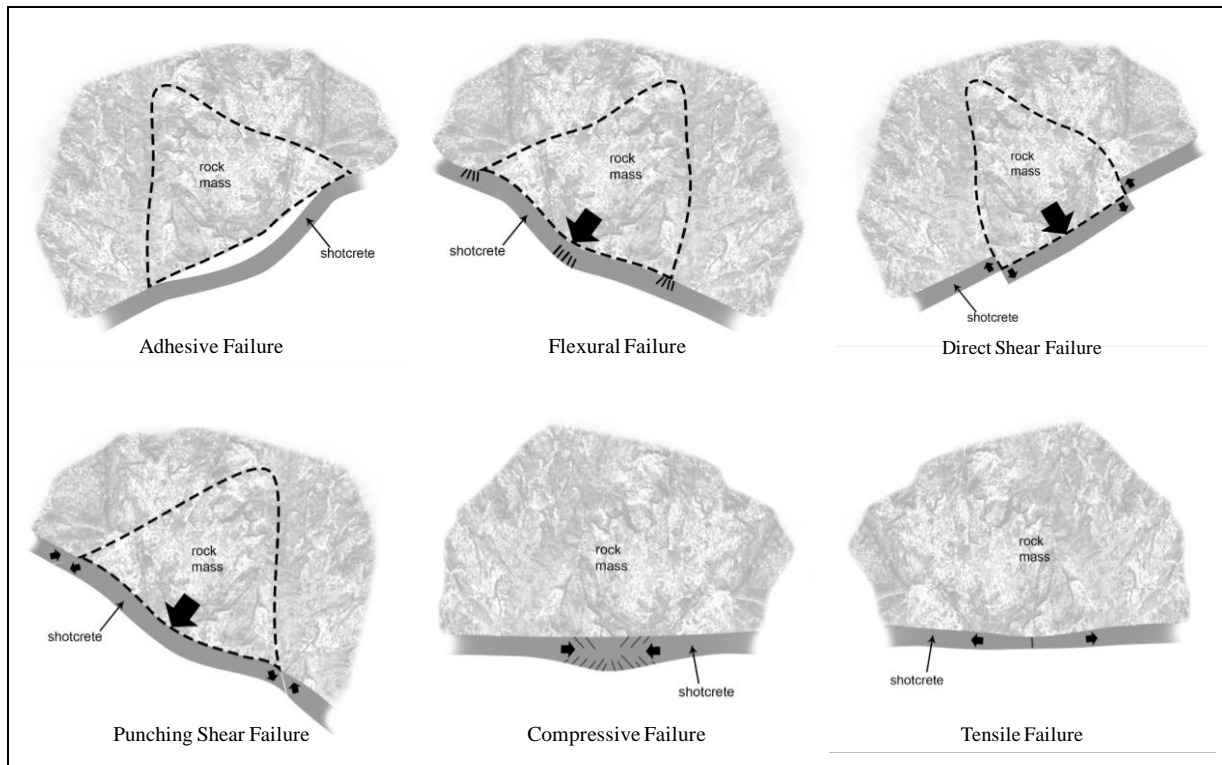 rock
mass
shotcrete
Adhesive Failure
rock
mass
shotcrete
Flexural Failure
rock
mass
shotcrete
Direct Shear Failure
rock
mass
shotcrete
Punching Shear Failure
rock
mass
shotcrete
Compressive Failure
rock
mass
shotcrete
Tensile Failure